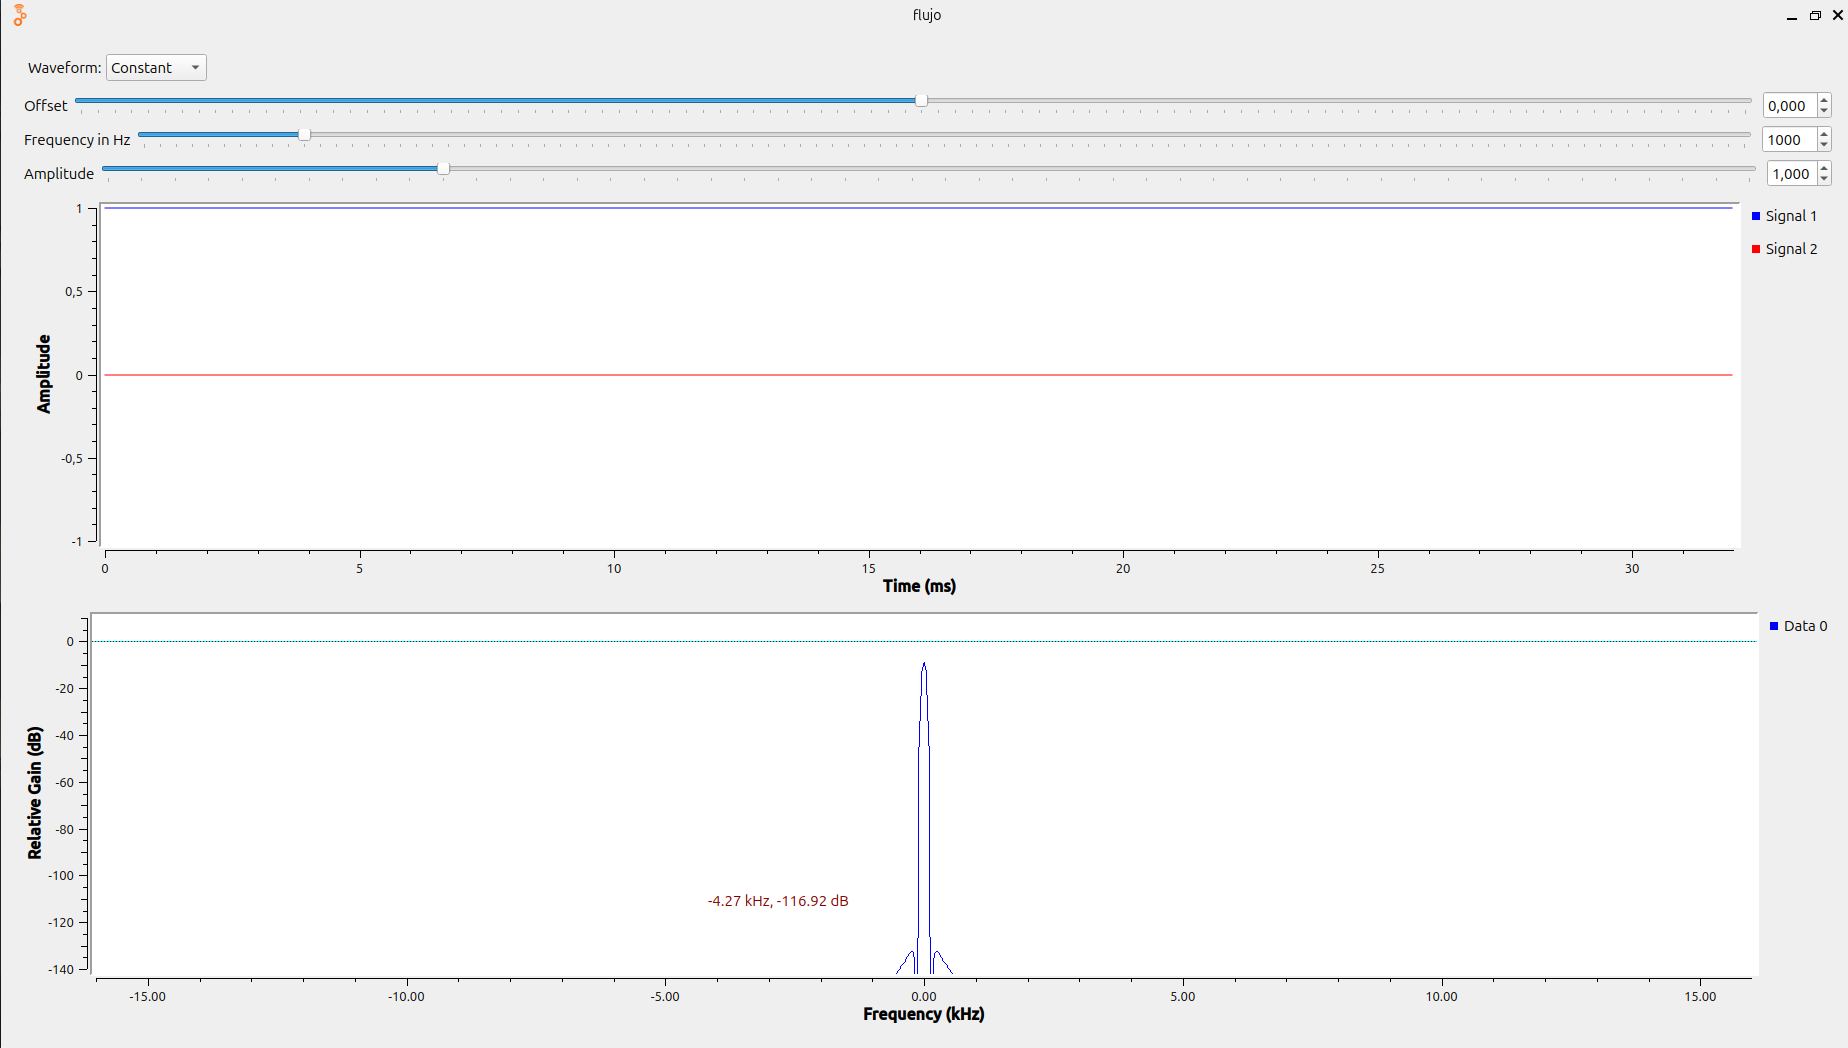 flujo
Waveform: Constant
Offset 0,000
Frequency in Hz 1000
Amplitude 1,000
1
0,5
0
-0,5
-1
Amplitude
Signal 1
Signal 2
0 5 10 15 20 25 30
Time (ms)
0
-20
-40
-60
-80
-100
-120
-140
Relative Gain (dB)
Data 0
-4.27 kHz, -116.92 dB
-15.00 -10.00 -5.00 0.00 5.00 10.00 15.00
Frequency (kHz)